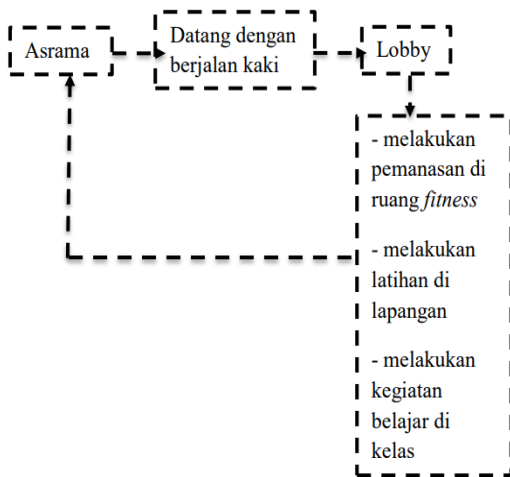 Asrama
Datang dengan
berjalan kaki
Lobby
- melakukan
pemanasan di
ruang fitness
- melakukan
latihan di
lapangan
- melakukan
kegiatan
belajar di
kelas